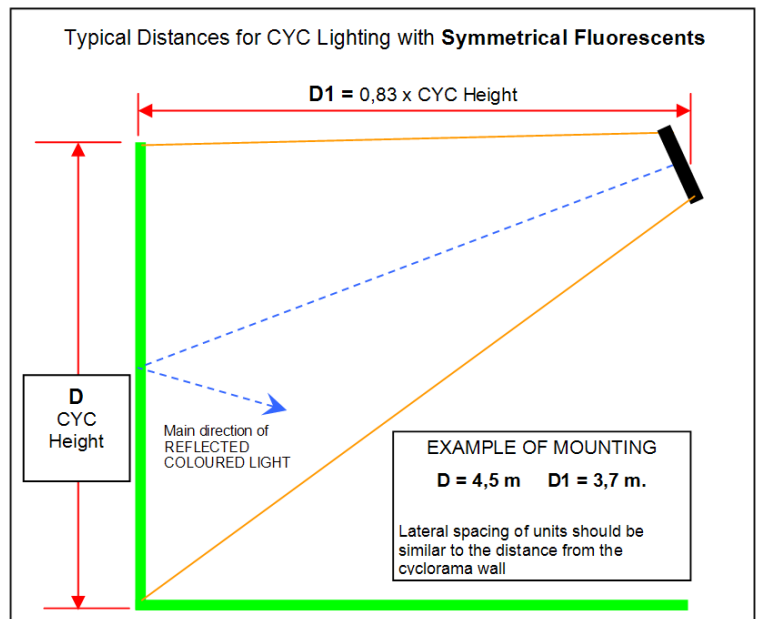 Typical Distances for CYC Lighting with Symmetrical Fluorescents
D1 = 0,83 x CYC Height
D
CYC
Height
Main direction of
REFLECTED
COLOURED LIGHT
EXAMPLE OF MOUNTING
D = 4,5 m D1 = 3,7 m.
Lateral spacing of units should be
similar to the distance from the
cyclorama wall